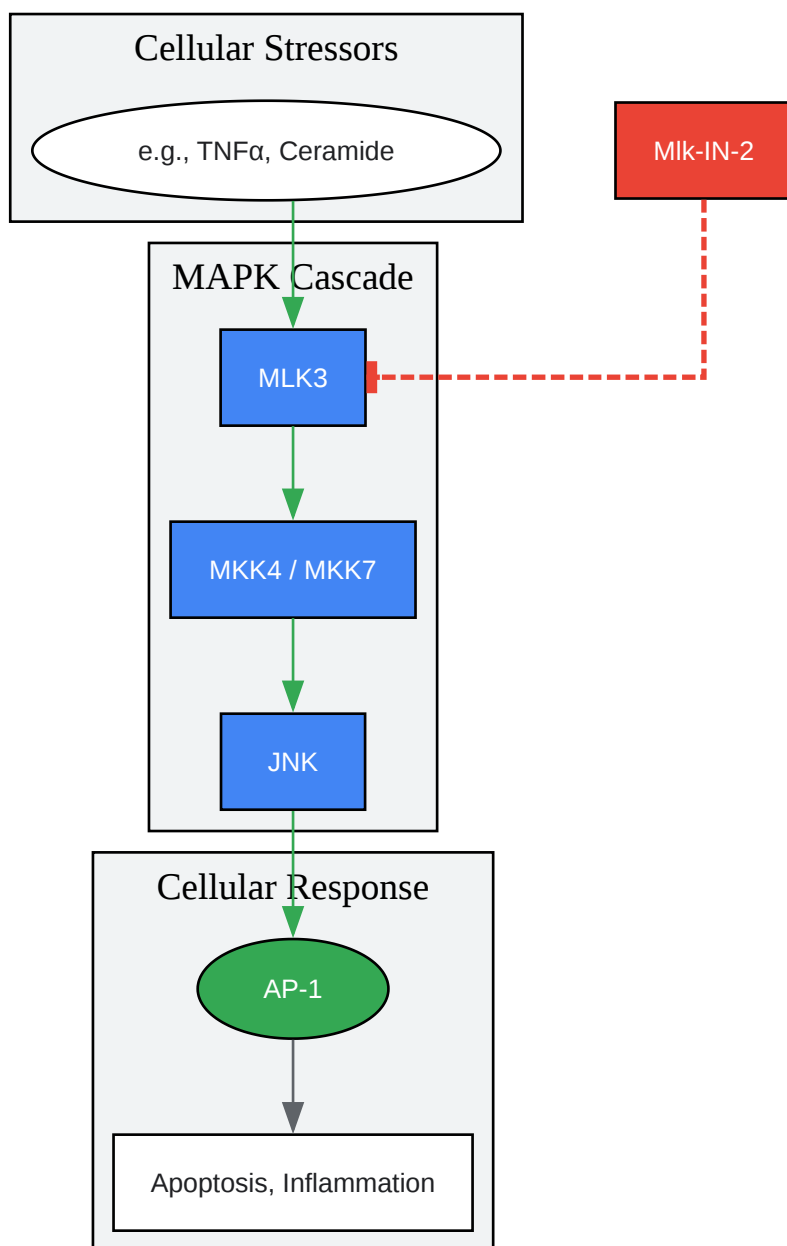 Cellular Stressors
e.g., TNFα, Ceramide
Mlk-IN-2
MAPK Cascade
MLK3
MKK4 / MKK7
JNK
Cellular Response
AP-1
Apoptosis, Inflammation